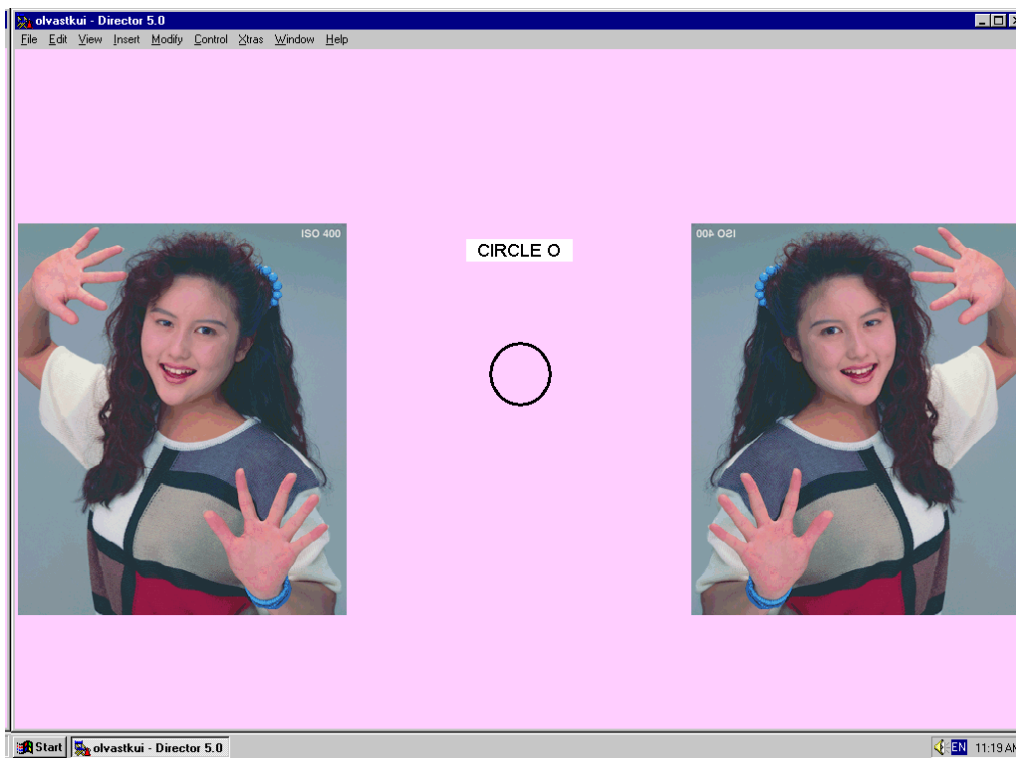 olvastkui - Director 5.0
File Edit View Insert Modify Control Xtras Window Help
ISO 400
CIRCLE O
ISO 400
Start olvastkui - Director 5.0 EN 11:19 AM